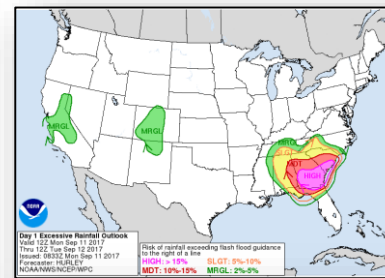 MRGL
MRGL
MRGL
MDT
HIGH
NOAA
Day 1 Excessive Rainfall Outlook
Valid 12Z Mon Sep 11 2017
Thru 12Z Tue Sep 12 2017
Issued: 0833Z Mon Sep 11 2017
Forecaster: HURLEY
NOAA/NWS/NCEP/WPC
Risk of rainfall exceeding flash flood guidance
to the right of a line
HIGH: > 15% SLGT: 5%-10%
MDT: 10%-15% MRGL: 2%-5%